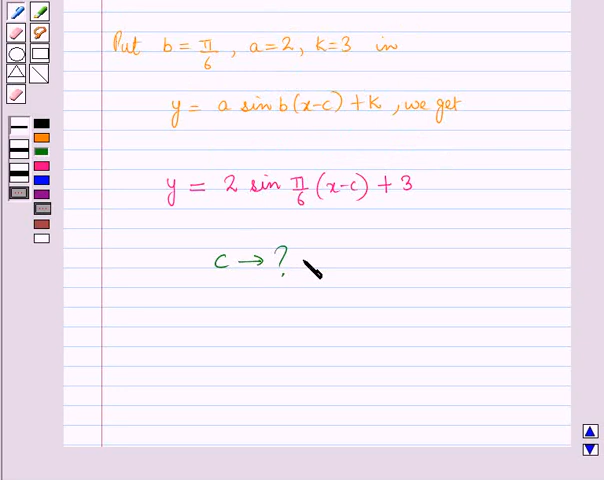 Put b = π/6, a = 2, k = 3 in
y = a sin b(x-c) + k, we get
y = 2 sin π/6 (x-c) + 3
c → ?